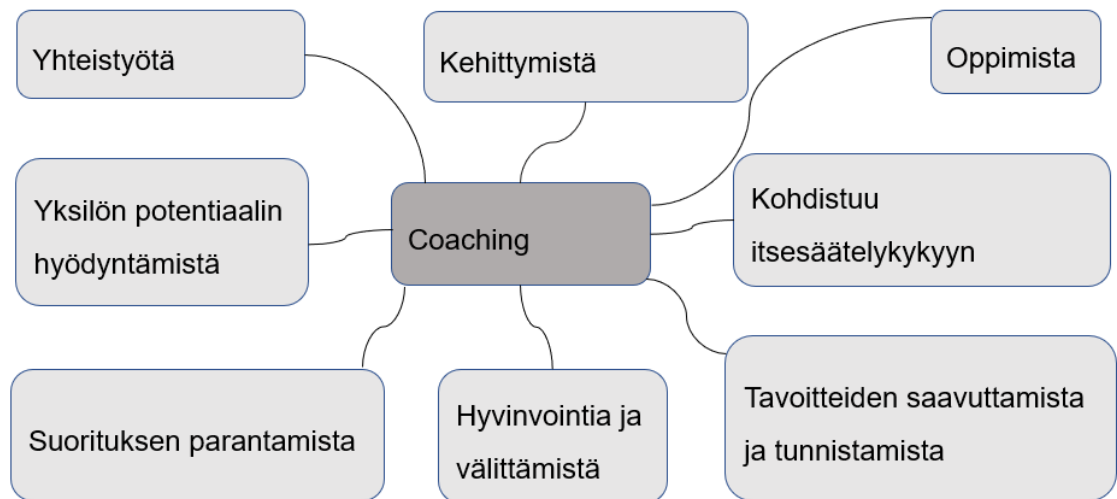 Yhteistyötä
Kehittymistä
Oppimista
Yksilön potentiaalin
hyödyntämistä
Coaching
Kohdistuu
itsesäätelykykyyn
Suorituksen parantamista
Hyvinvointia ja
välittämistä
Tavoitteiden saavuttamista
ja tunnistamista